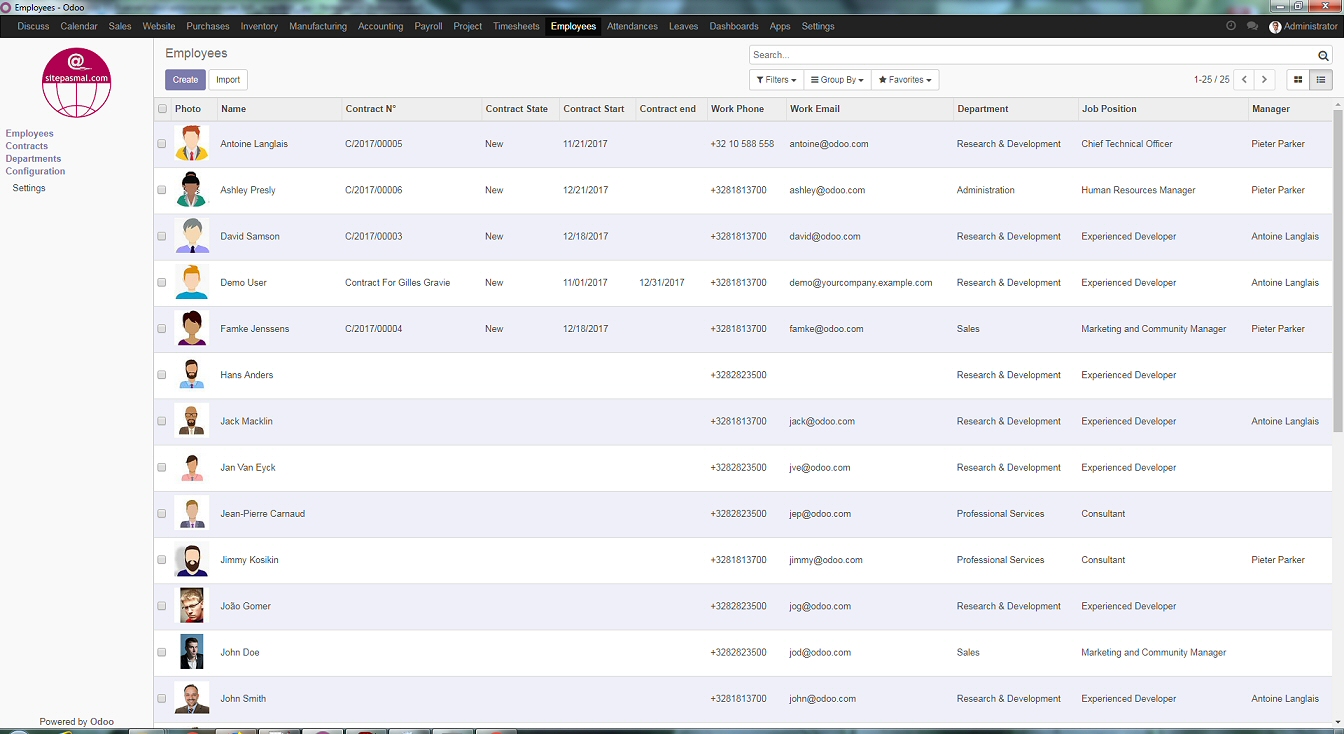 Employees - Odoo
Discuss Calendar Sales Website Purchases Inventory Manufacturing Accounting Payroll Project Timesheets Employees Attendances Leaves Dashboards Apps Settings Administrator
@
sitepasmal.com
Employees
Contracts
Departments
Configuration
Settings
Powered by Odoo
Employees
Search...
Create Import
Filters Group By Favorites 1-25 / 25
Photo Name Contract N° Contract State Contract Start Contract end Work Phone Work Email Department Job Position Manager
Antoine Langlais C/2017/00005 New 11/21/2017 +32 10 588 558 antoine@odoo.com Research & Development Chief Technical Officer Pieter Parker
Ashley Presly C/2017/00006 New 12/21/2017 +3281813700 ashley@odoo.com Administration Human Resources Manager Pieter Parker
David Samson C/2017/00003 New 12/18/2017 +3281813700 david@odoo.com Research & Development Experienced Developer Antoine Langlais
Demo User Contract For Gilles Gravie New 11/01/2017 12/31/2017 +3281813700 demo@yourcompany.example.com Research & Development Experienced Developer Antoine Langlais
Famke Jenssens C/2017/00004 New 12/18/2017 +3281813700 famke@odoo.com Sales Marketing and Community Manager Pieter Parker
Hans Anders +3282823500 Research & Development Experienced Developer
Jack Macklin +3281813700 jack@odoo.com Research & Development Experienced Developer Antoine Langlais
Jan Van Eyck +3282823500 jve@odoo.com Research & Development Experienced Developer
Jean-Pierre Carnaud +3282823500 jep@odoo.com Professional Services Consultant
Jimmy Kosikin +3281813700 jimmy@odoo.com Professional Services Consultant Pieter Parker
João Gomer +3282823500 jog@odoo.com Research & Development Experienced Developer
John Doe +3282823500 jod@odoo.com Sales Marketing and Community Manager
John Smith +3281813700 john@odoo.com Research & Development Experienced Developer Antoine Langlais